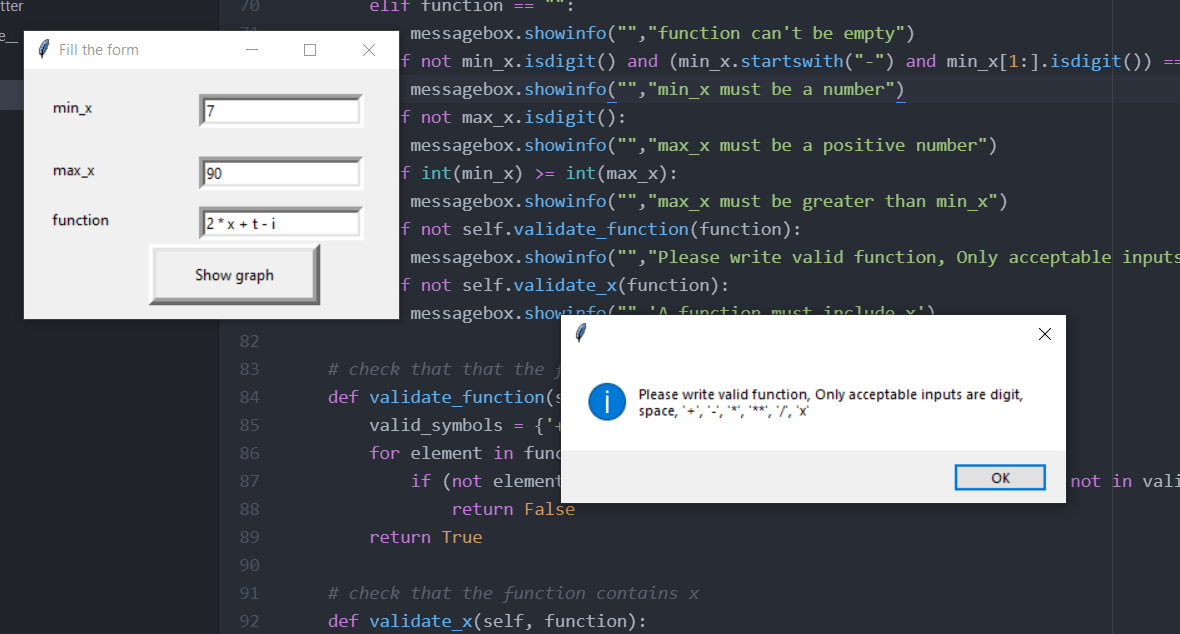 tter
e__
Fill the form
min_x
7
max_x
90
function
2 * x + t - i
Show graph
70 elif function == "":
messagebox.showinfo("","function can't be empty")
f not min_x.isdigit() and (min_x.startswith("-") and min_x[1:].isdigit()) ==
messagebox.showinfo("","min_x must be a number")
f not max_x.isdigit():
messagebox.showinfo("","max_x must be a positive number")
f int(min_x) >= int(max_x):
messagebox.showinfo("","max_x must be greater than min_x")
f not self.validate_function(function):
messagebox.showinfo("","Please write valid function, Only acceptable inputs
f not self.validate_x(function):
messagebox.showinfo("",'A function must include x')
82
83 # check that that the f
84 def validate_function(s
85 valid_symbols = {'+
86 for element in func
87 if (not element not in vali
88 return False
89 return True
90
91 # check that the function contains x
92 def validate_x(self, function):
Please write valid function, Only acceptable inputs are digit,
space, '+', '-', '*', '**', '/', 'x'
OK